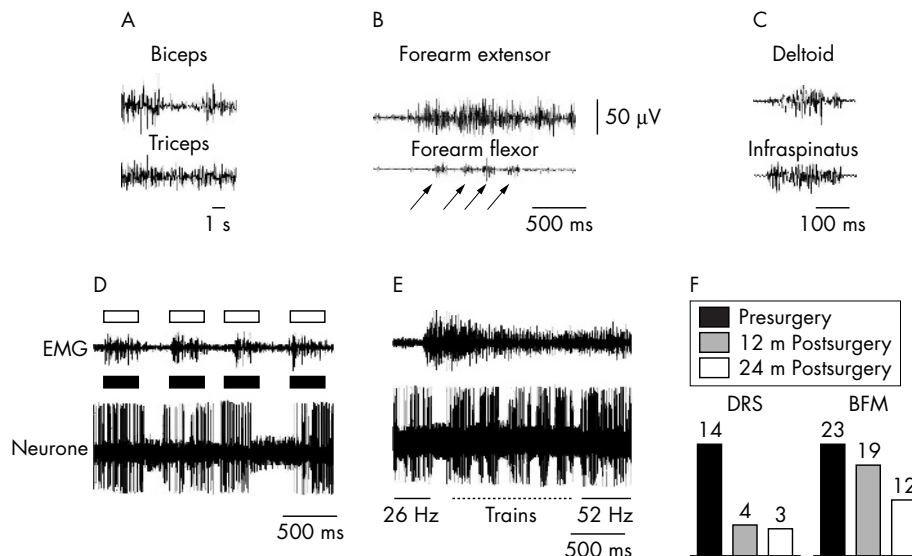 A
Biceps
Triceps
1 s
B
Forearm extensor
50 μV
Forearm flexor
500 ms
C
Deltoid
Infraspinatus
100 ms
D
EMG
Neurone
500 ms
E
26 Hz
Trains
52 Hz
500 ms
F
Presurgery
12 m Postsurgery
24 m Postsurgery
DRS
14
4
3
BFM
23
19
12